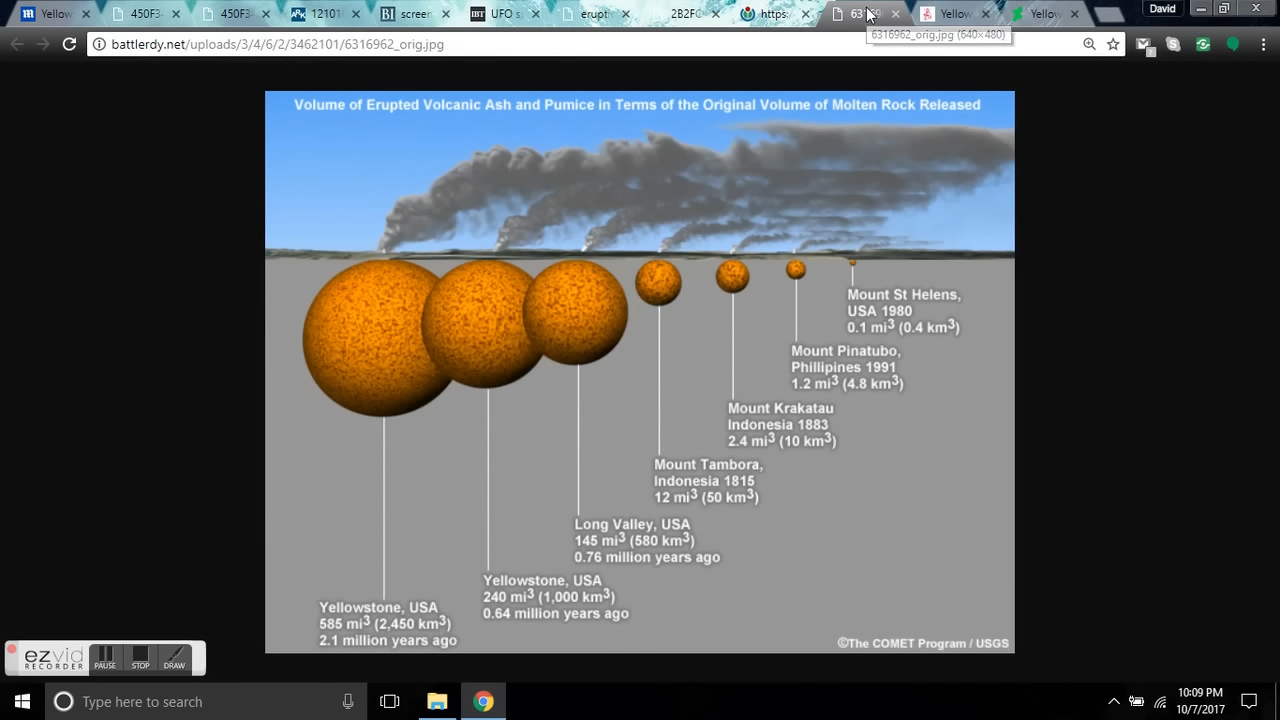 Yellow
450F3
450F3
ARK
12101
BI
screen
IBT
UFO s
erupti
2B2FC
https:
6316
Yellow
Yellow
David
battlerdy.net/uploads/3/4/6/2/3462101/6316962_orig.jpg
6316962_orig.jpg (640×480)
Volume of Erupted Volcanic Ash and Pumice in Terms of the Original Volume of Molten Rock Released
Mount St Helens,
USA 1980
0.1 mi³ (0.4 km³)
Mount Pinatubo,
Phillipines 1991
1.2 mi³ (4.8 km³)
Mount Krakatau
Indonesia 1883
2.4 mi³ (10 km³)
Mount Tambora,
Indonesia 1815
12 mi³ (50 km³)
Long Valley, USA
145 mi³ (580 km³)
0.76 million years ago
Yellowstone, USA
240 mi³ (1,000 km³)
0.64 million years ago
Yellowstone, USA
585 mi³ (2,450 km³)
2.1 million years ago
©The COMET Program / USGS
ezvid
RECORDER
PAUSE
STOP
DRAW
Type here to search
10:09 PM
10/7/2017